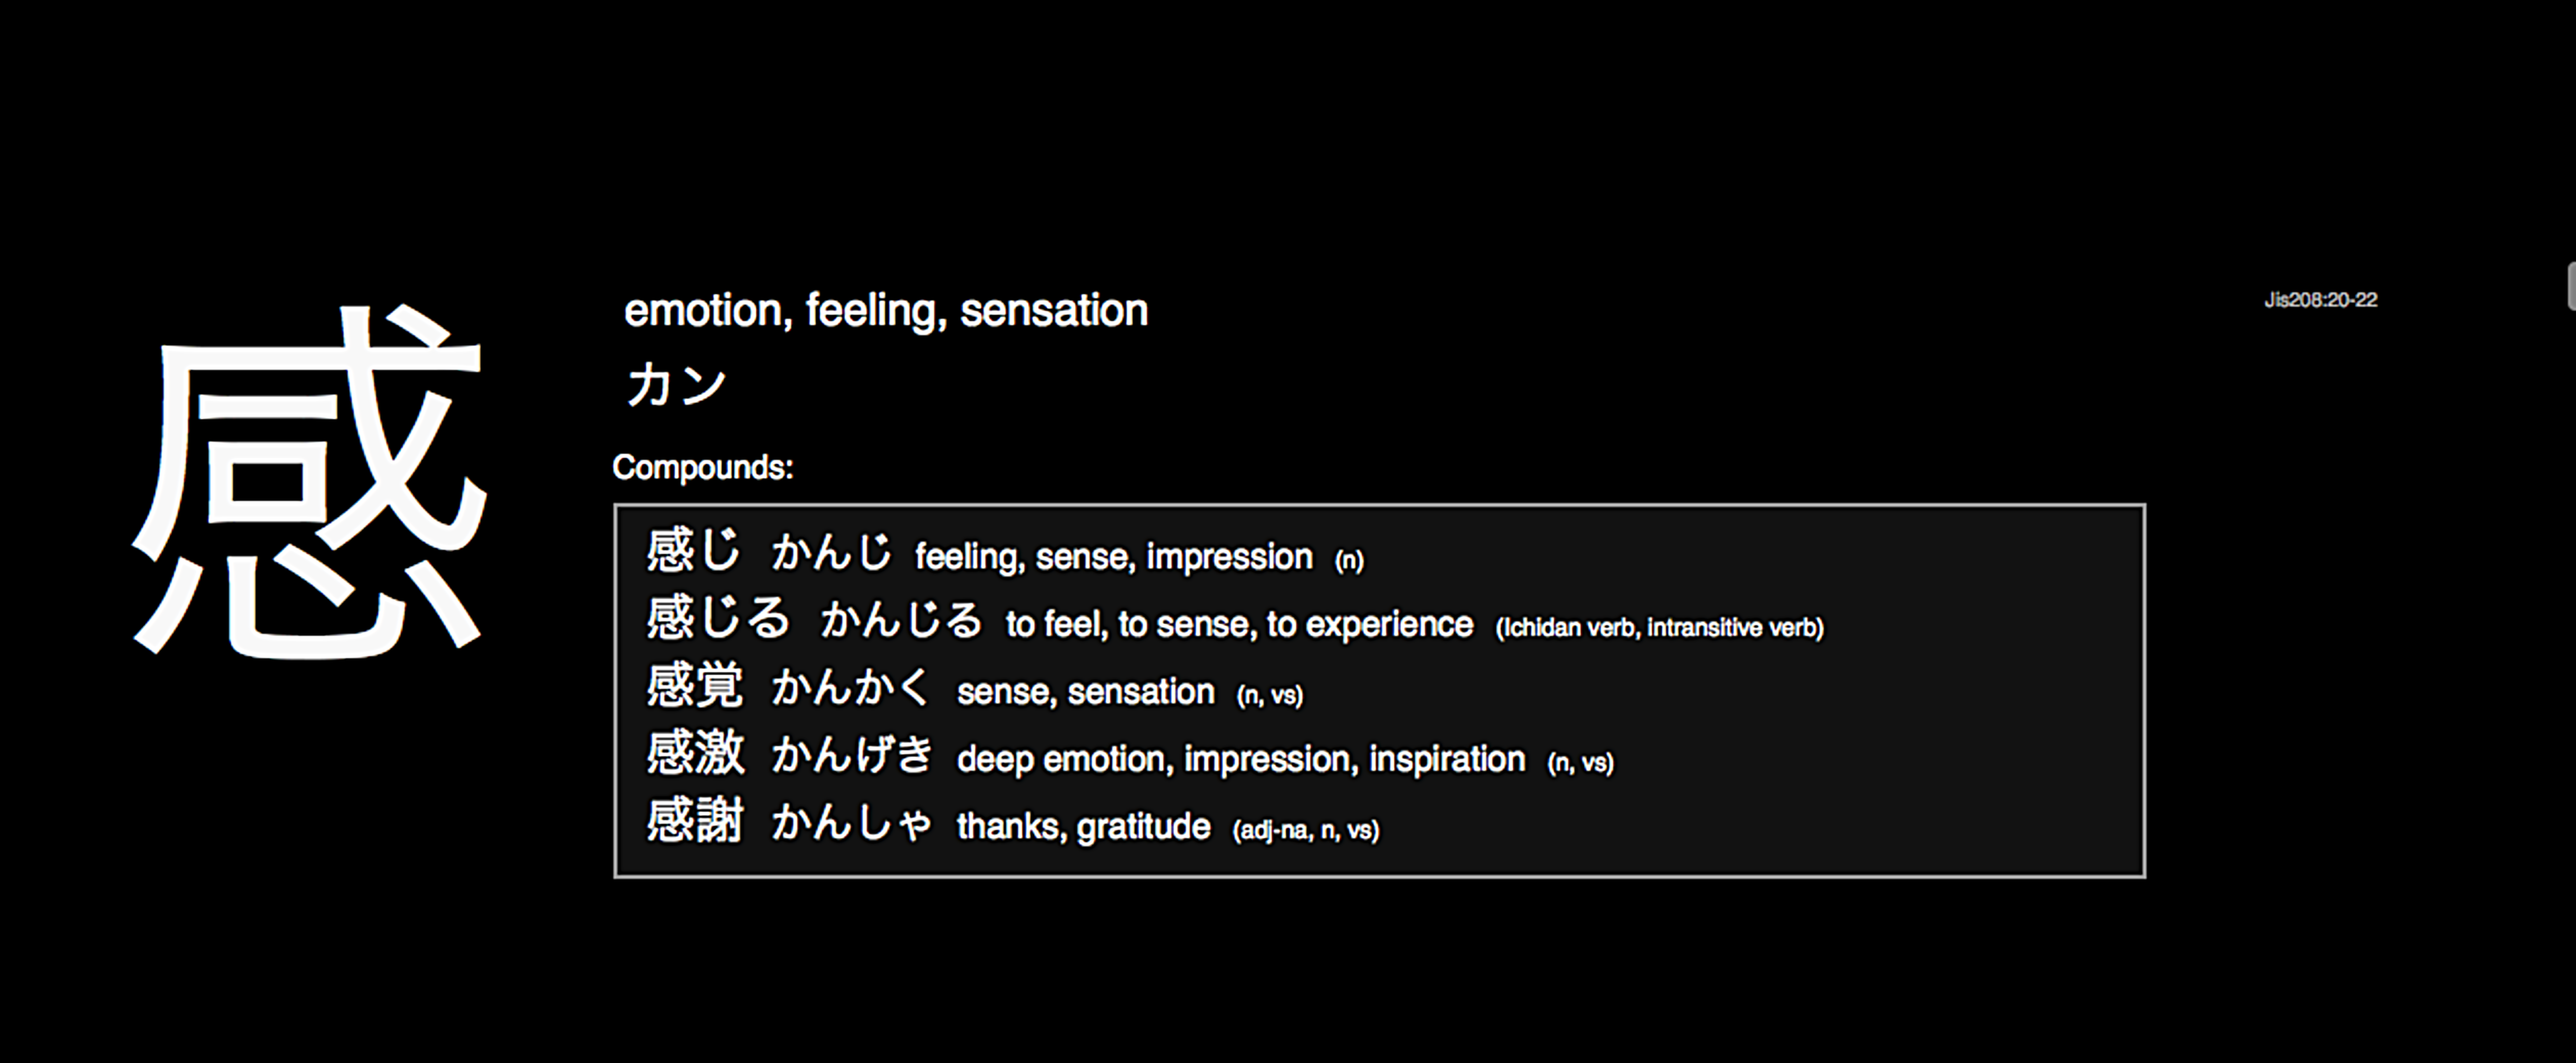 感
emotion, feeling, sensation
Jis208:20-22
カン
Compounds:
感じ かんじ feeling, sense, impression (n)
感じる かんじる to feel, to sense, to experience (Ichidan verb, intransitive verb)
感覚 かんかく sense, sensation (n, vs)
感激 かんげき deep emotion, impression, inspiration (n, vs)
感謝 かんしゃ thanks, gratitude (adj-na, n, vs)